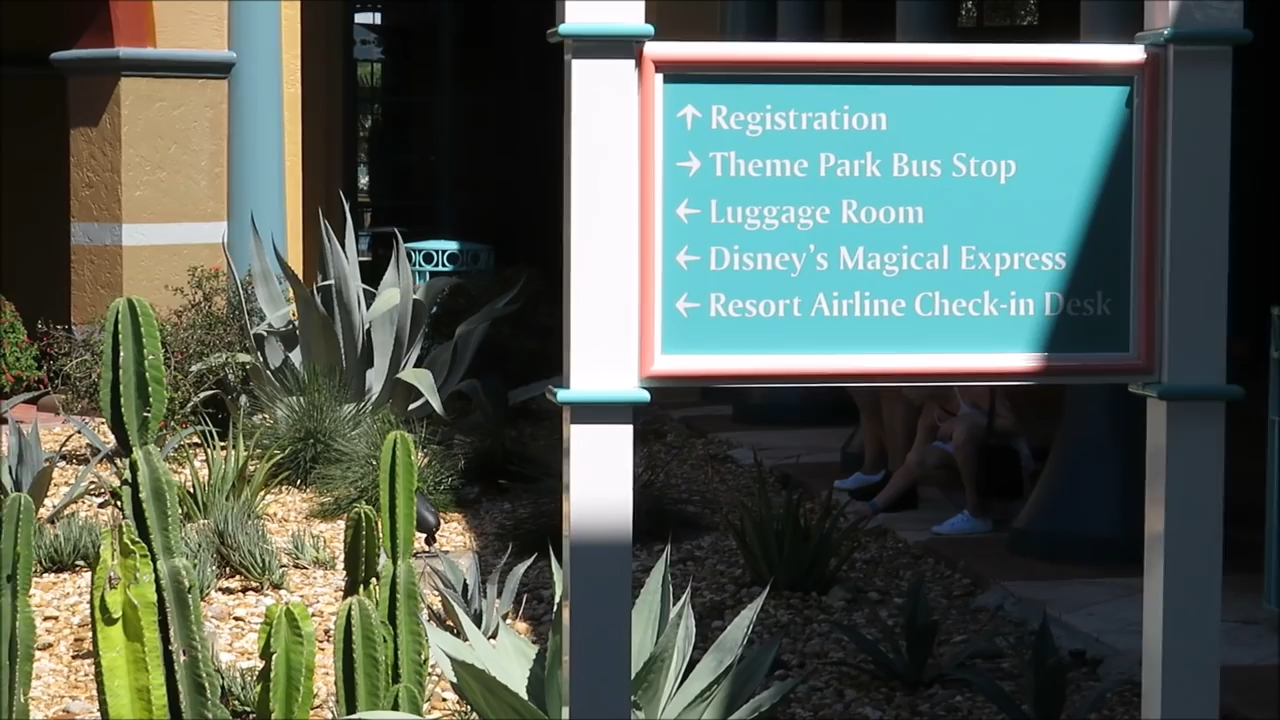 ↑ Registration
→ Theme Park Bus Stop
← Luggage Room
← Disney's Magical Express
← Resort Airline Check-in Desk